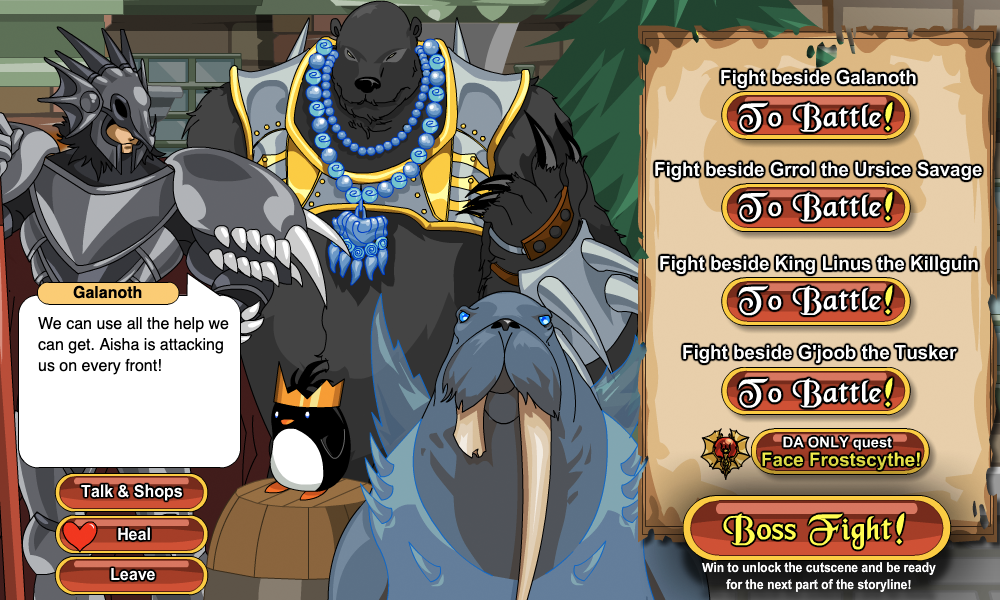 Galanoth
We can use all the help we
can get. Aisha is attacking
us on every front!
Talk & Shops
Heal
Leave
Fight beside Galanoth
To Battle!
Fight beside Grrol the Ursice Savage
To Battle!
Fight beside King Linus the Killguin
To Battle!
Fight beside G'joob the Tusker
To Battle!
DA ONLY quest
Face Frostscythe!
Boss Fight!
Win to unlock the cutscene and be ready
for the next part of the storyline!